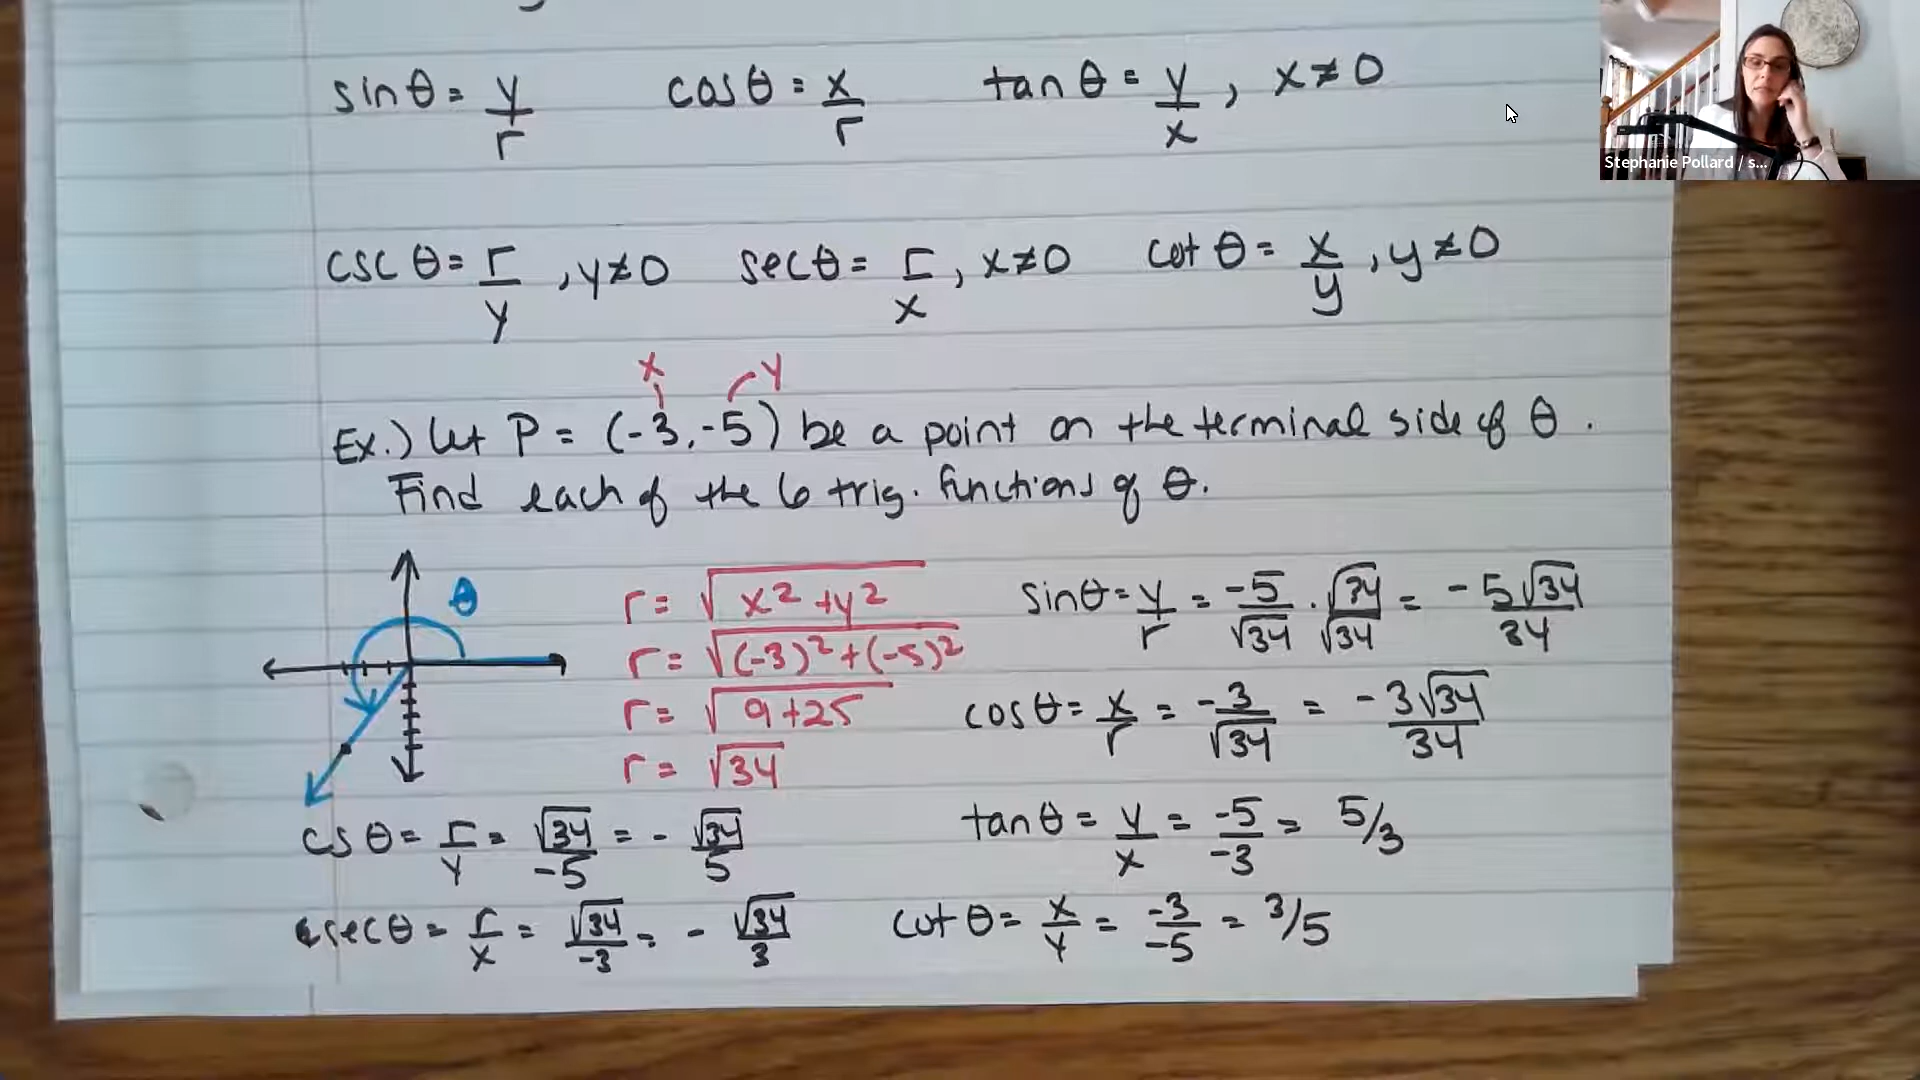 sin θ = y/r cos θ = x/r tan θ = y/x , x ≠ 0
Stephanie Pollard / s...
csc θ = r/y , y ≠ 0 sec θ = r/x , x ≠ 0 cot θ = x/y , y ≠ 0
x y
Ex.) Let P = (-3, -5) be a point on the terminal side of θ.
Find each of the 6 trig. functions of θ.
θ
r = √(x² + y²)
r = √((-3)² + (-5)²)
r = √(9 + 25)
r = √34
sin θ = y/r = -5/√34 · √34/√34 = -5√34/34
cos θ = x/r = -3/√34 = -3√34/34
cs θ = r/y = √34/-5 = - √34/5
tan θ = y/x = -5/-3 = 5/3
sec θ = r/x = √34/-3 = - √34/3
cot θ = x/y = -3/-5 = 3/5